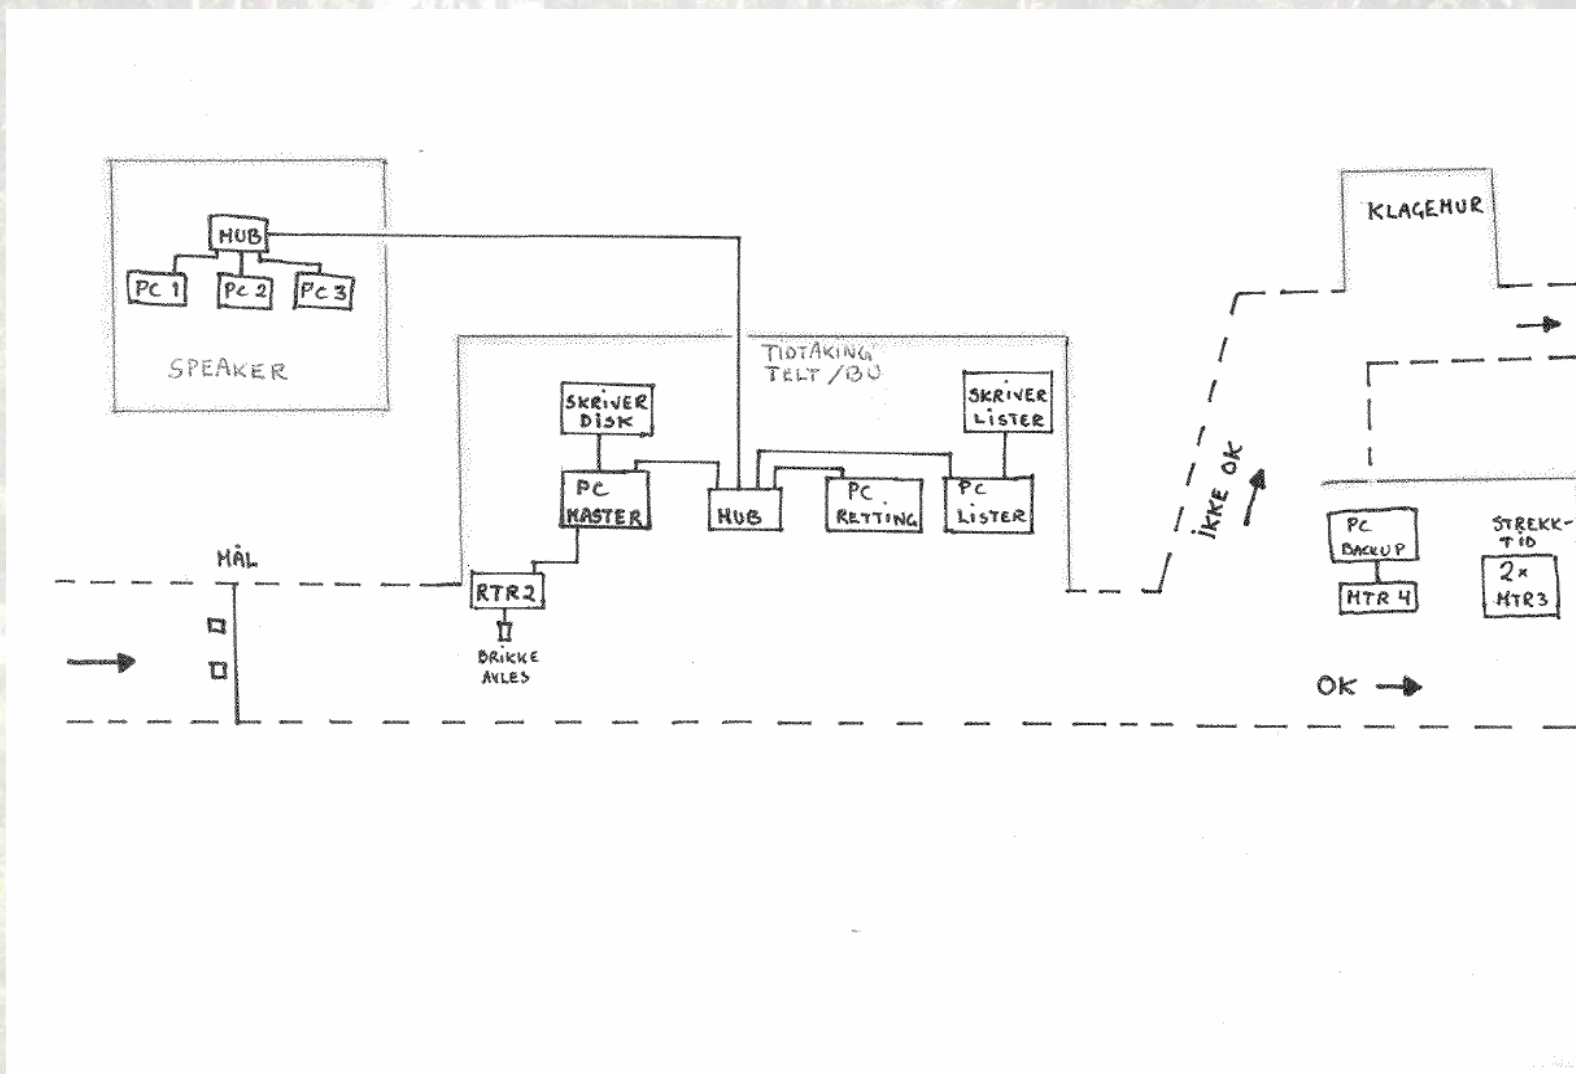 HUB
PC 1
PC 2
PC 3
SPEAKER
TIDTAKING
TELT / BU
SKRIVER
DISK
SKRIVER
LISTER
PC
MASTER
HUB
PC
RETTING
PC
LISTER
MÅL
RTR2
BRIKKE
AVLES
IKKE OK
KLAGEMUR
PC
BACKUP
MTR 4
STREKK-
TID
2x
MTR3
OK